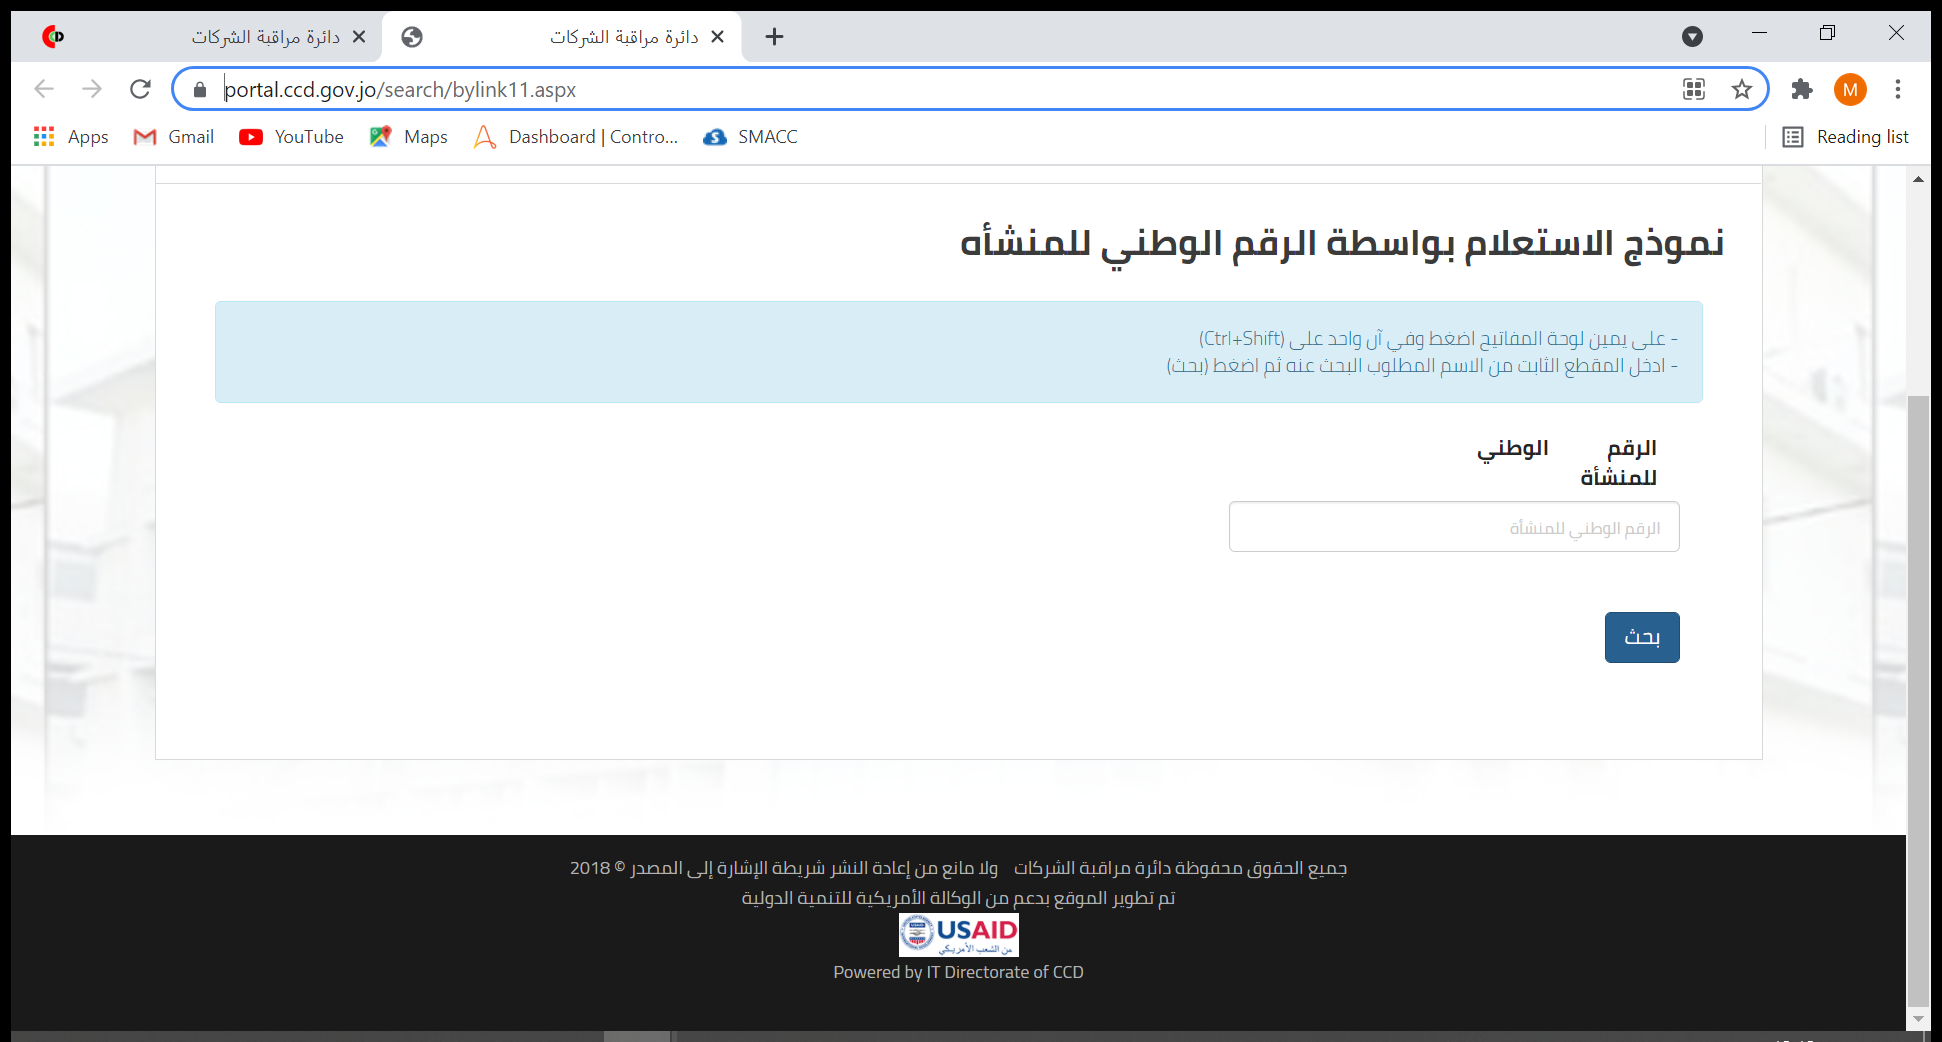 دائرة مراقبة الشركات
دائرة مراقبة الشركات
portal.ccd.gov.jo/search/bylink11.aspx
M
Apps
Gmail
YouTube
Maps
Dashboard | Contro...
SMACC
Reading list
نموذج الاستعلام بواسطة الرقم الوطني للمنشأه
- على يمين لوحة المفاتيح اضغط وفي آن واحد على (Ctrl+Shift)
- ادخل المقطع الثابت من الاسم المطلوب البحث عنه ثم اضغط (بحث)
الرقم الوطني
للمنشأة
الرقم الوطني للمنشأة
بحث
جميع الحقوق محفوظة دائرة مراقبة الشركات ولا مانع من إعادة النشر شريطة الإشارة إلى المصدر © 2018
تم تطوير الموقع بدعم من الوكالة الأمريكية للتنمية الدولية
USAID
من الشعب الأمريكي
Powered by IT Directorate of CCD